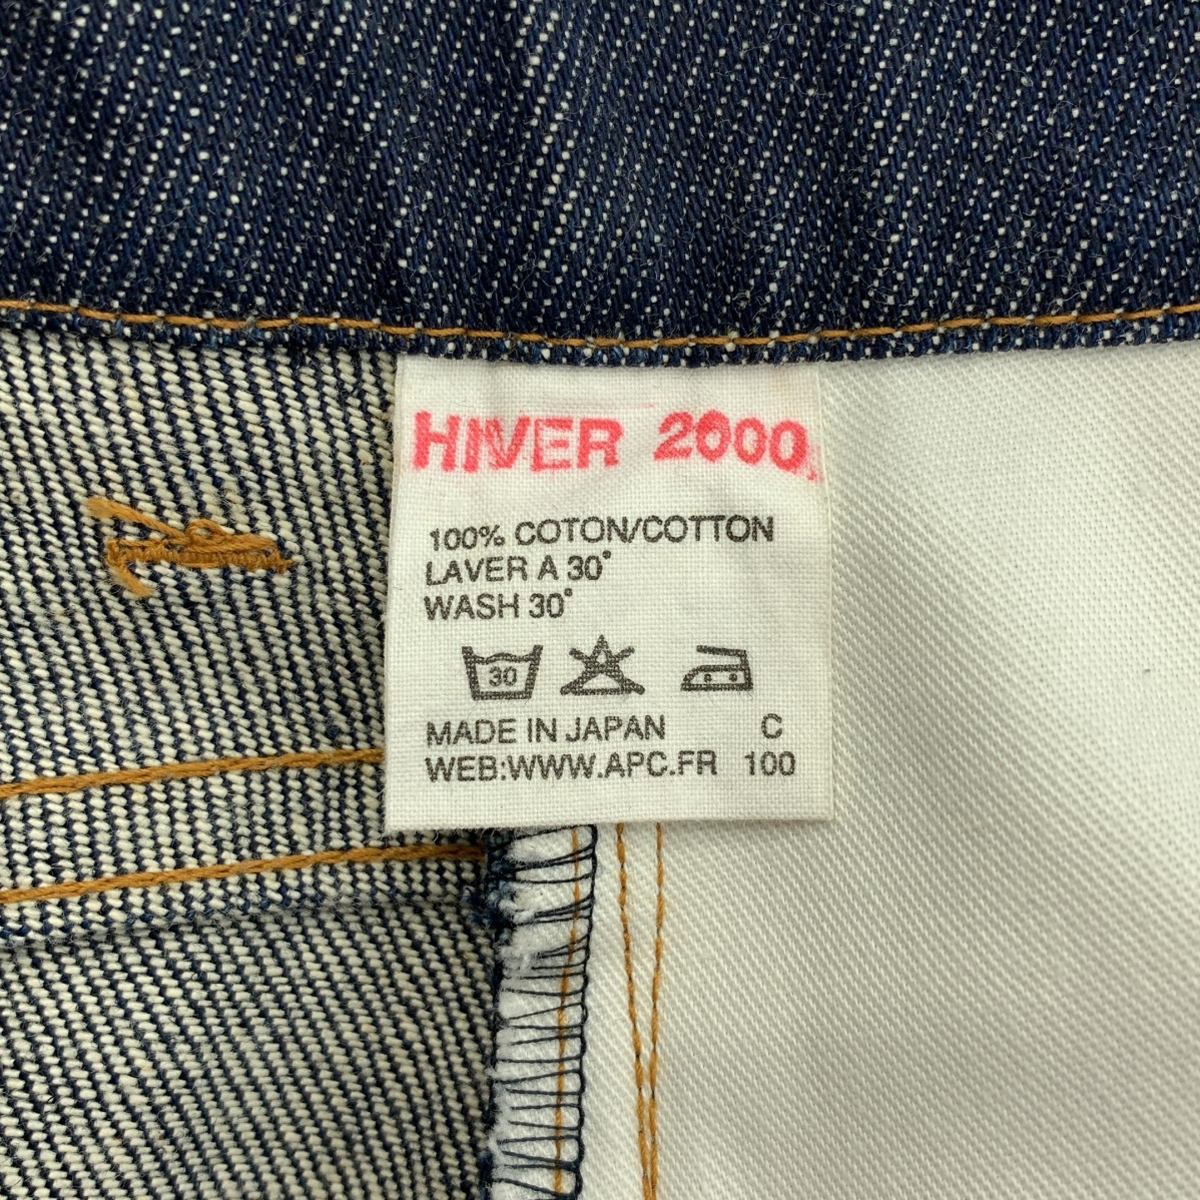 HIVER 2000
100% COTON/COTTON
LAVER A 30°
WASH 30°
30
MADE IN JAPAN C
WEB:WWW.APC.FR 100